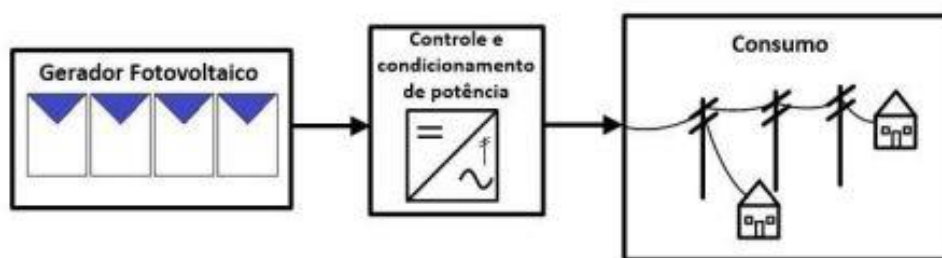 Gerador Fotovoltaico
Controle e
condicionamento
de potência
Consumo